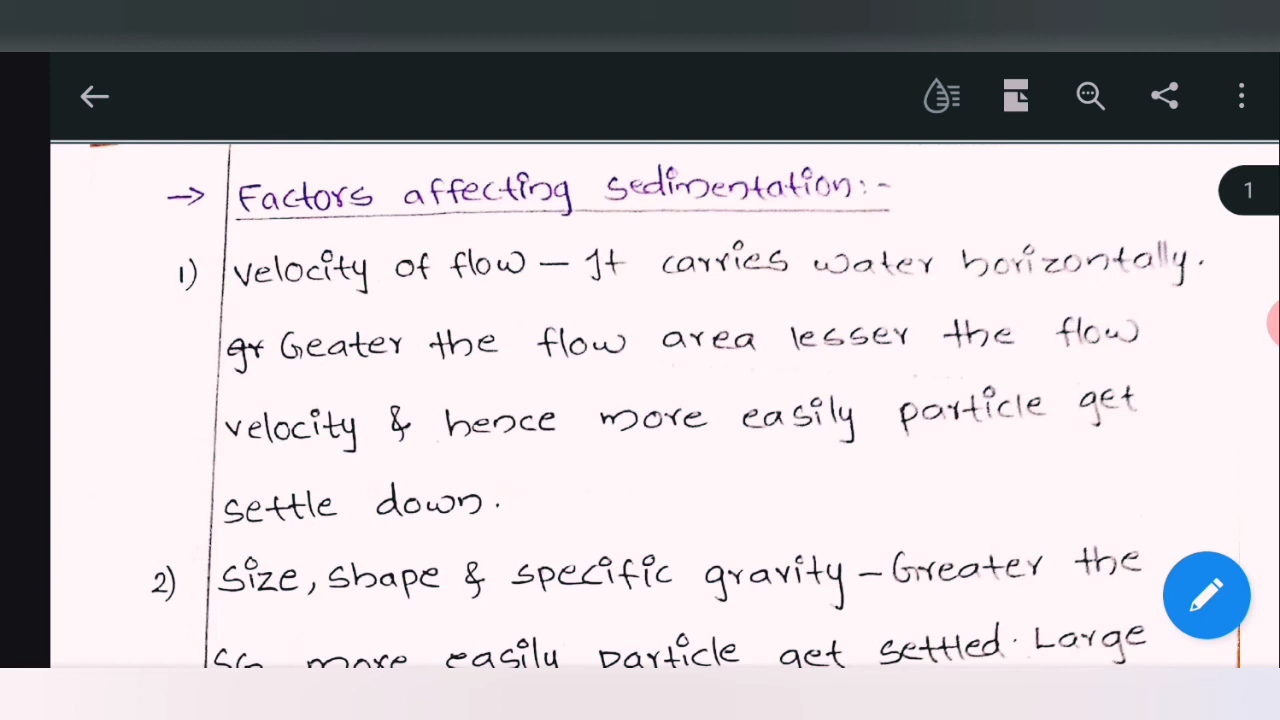 1
→ Factors affecting sedimentation:-
1) velocity of flow - It carries water horizontally.
gr Geater the flow area lesser the flow
velocity & hence more easily particle get
settle down.
2) Size, shape & specific gravity - Greater the
SG more easily particle get settled. Large